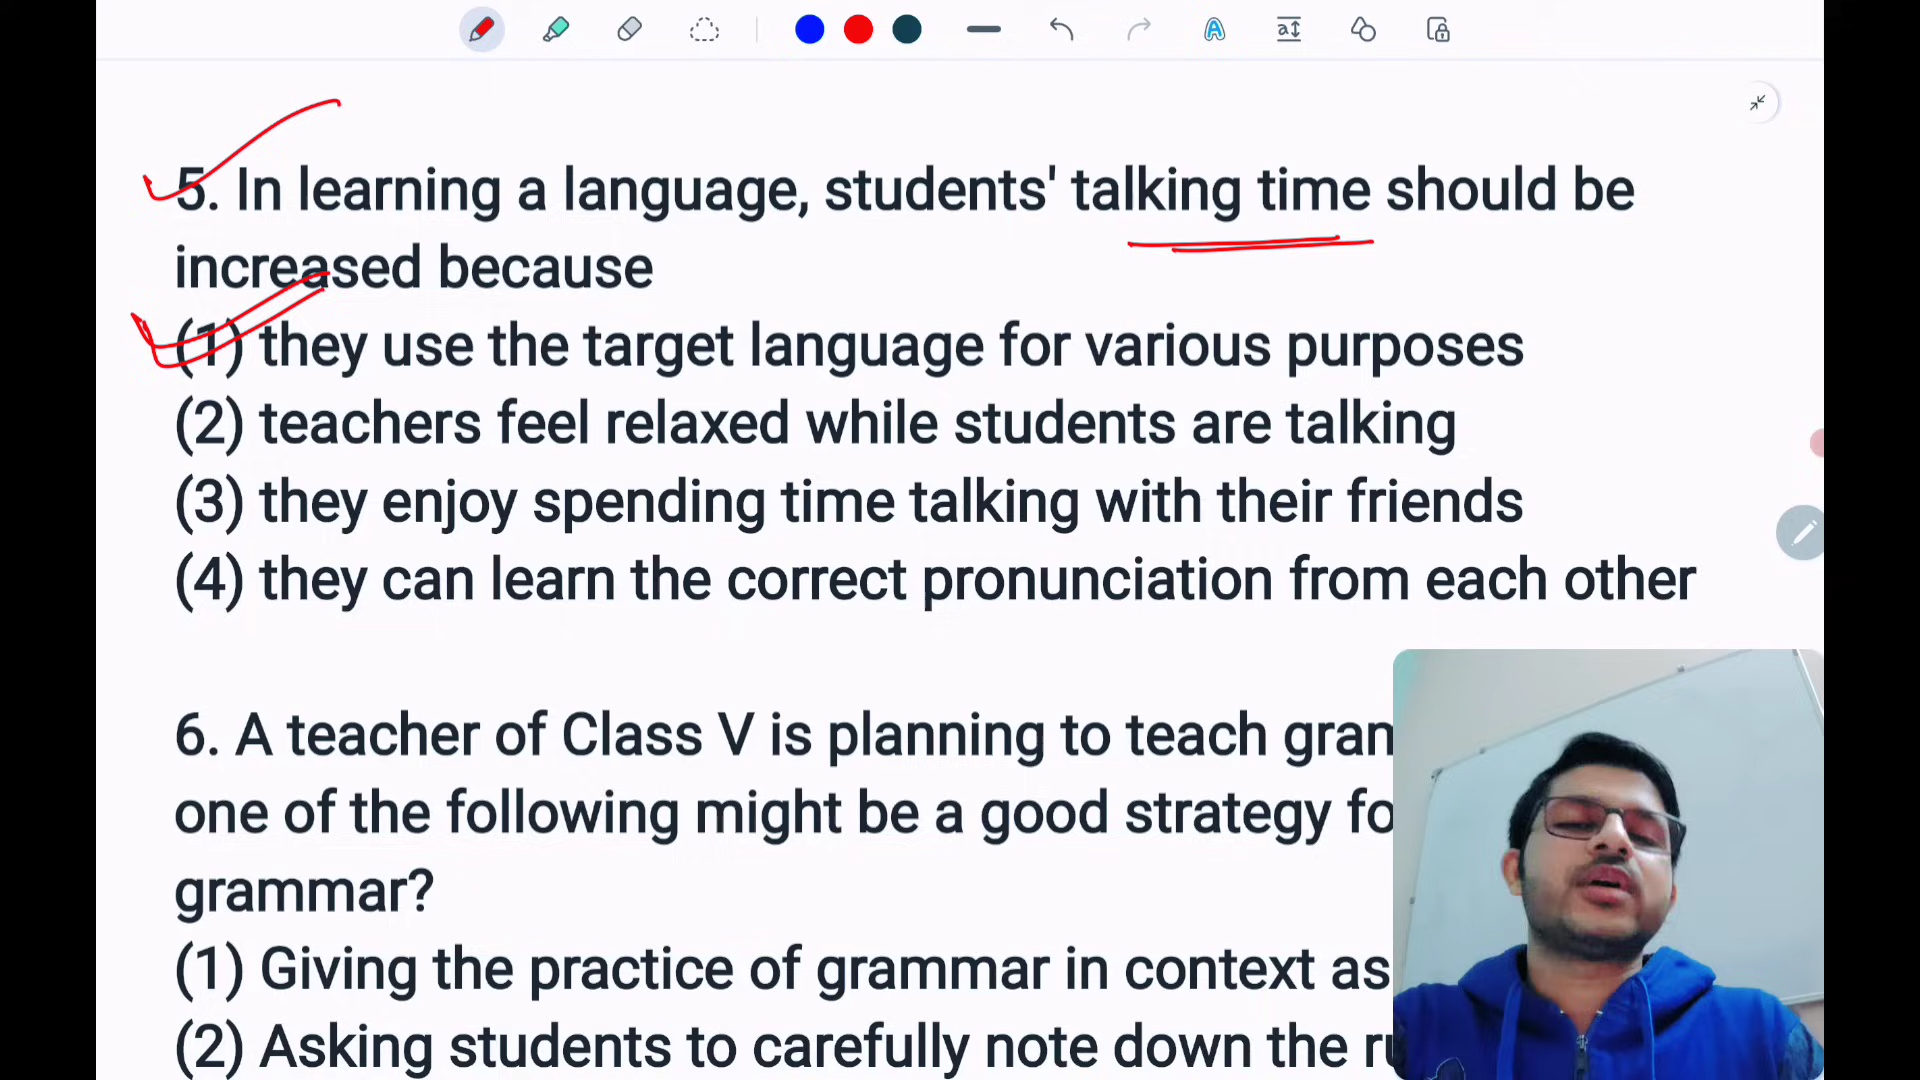 5. In learning a language, students' talking time should be
increased because
(1) they use the target language for various purposes
(2) teachers feel relaxed while students are talking
(3) they enjoy spending time talking with their friends
(4) they can learn the correct pronunciation from each other
6. A teacher of Class V is planning to teach
one of the following might be a good strategy
grammar?
(1) Giving the practice of grammar in context as
(2) Asking students to carefully note down the